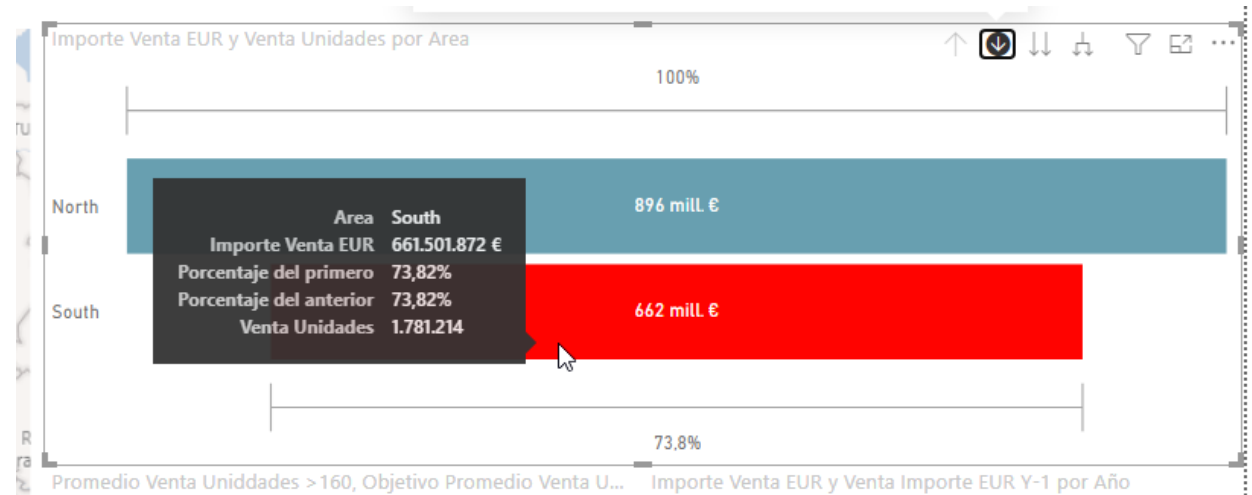 Importe Venta EUR y Venta Unidades por Area
100%
North
896 mill. €
Area South
Importe Venta EUR 661.501.872 €
Porcentaje del primero 73,82%
Porcentaje del anterior 73,82%
Venta Unidades 1.781.214
South
662 mill. €
73,8%
Promedio Venta Uniddades >160, Objetivo Promedio Venta U...
Importe Venta EUR y Venta Importe EUR Y-1 por Año